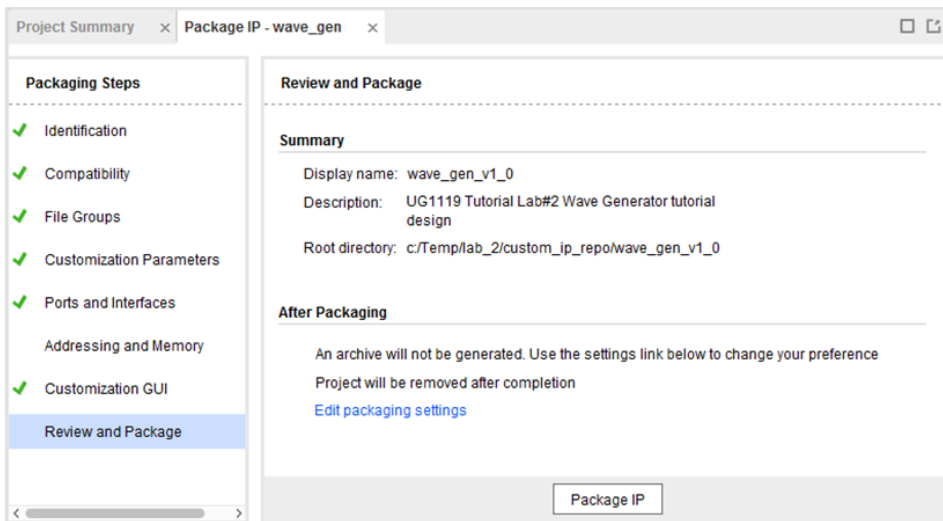 Project Summary
Package IP - wave_gen
Packaging Steps
Identification
Compatibility
File Groups
Customization Parameters
Ports and Interfaces
Addressing and Memory
Customization GUI
Review and Package
Review and Package
Summary
Display name: wave_gen_v1_0
Description: UG1119 Tutorial Lab#2 Wave Generator tutorial
design
Root directory: c:/Temp/lab_2/custom_ip_repo/wave_gen_v1_0
After Packaging
An archive will not be generated. Use the settings link below to change your preference
Project will be removed after completion
Edit packaging settings
Package IP